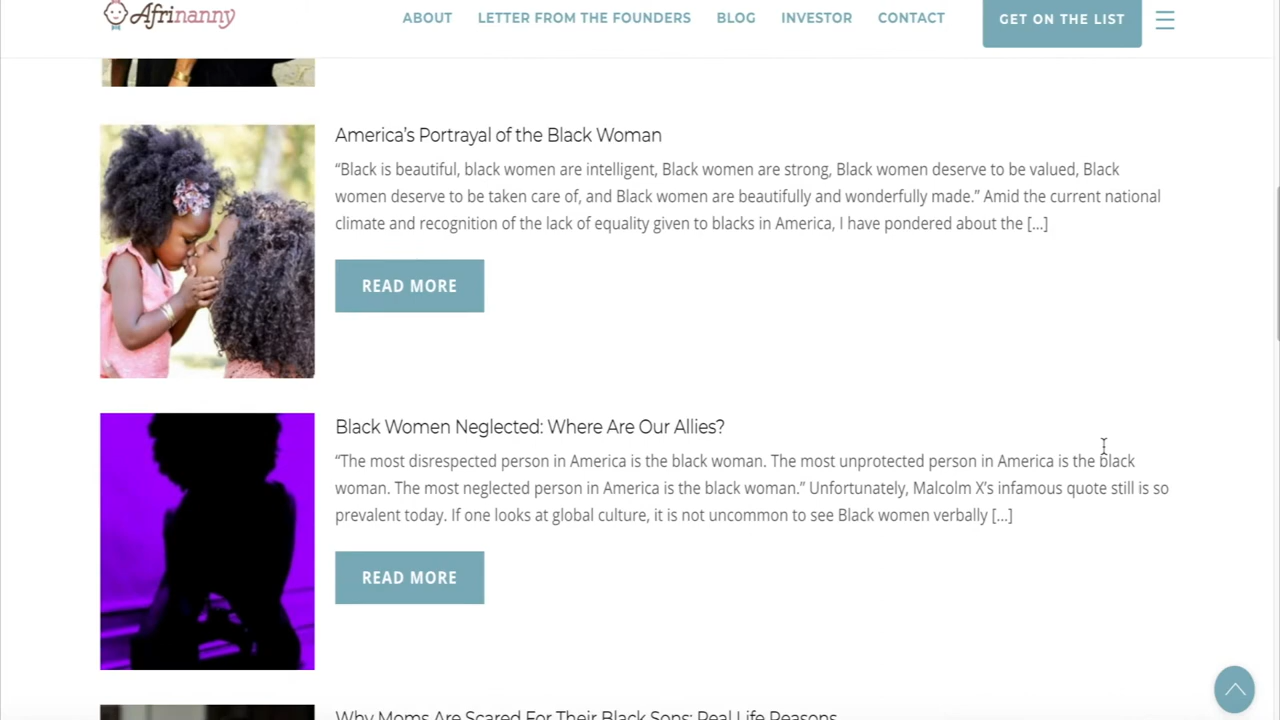 Afrinanny
ABOUT LETTER FROM THE FOUNDERS BLOG INVESTOR CONTACT GET ON THE LIST
America’s Portrayal of the Black Woman
“Black is beautiful, black women are intelligent, Black women are strong, Black women deserve to be valued, Black
women deserve to be taken care of, and Black women are beautifully and wonderfully made.” Amid the current national
climate and recognition of the lack of equality given to blacks in America, I have pondered about the [...]
READ MORE
Black Women Neglected: Where Are Our Allies?
“The most disrespected person in America is the black woman. The most unprotected person in America is the black
woman. The most neglected person in America is the black woman.” Unfortunately, Malcolm X’s infamous quote still is so
prevalent today. If one looks at global culture, it is not uncommon to see Black women verbally [...]
READ MORE
Why Moms Are Scared For Their Black Sons: Real Life Reasons